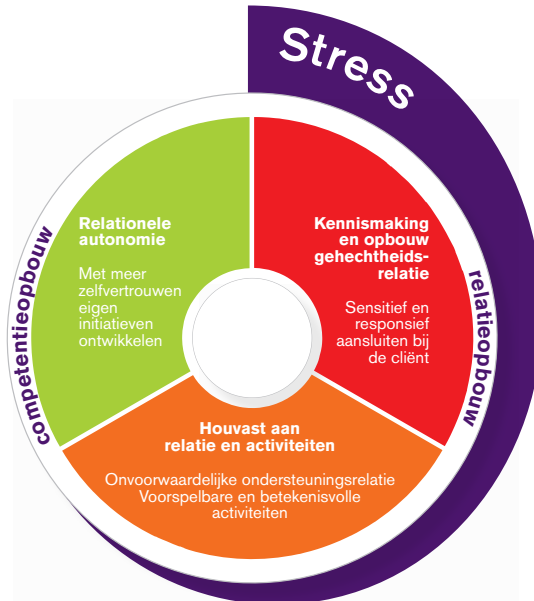 Stress
Relationele
autonomie
Met meer
zelfvertrouwen
eigen
initiatieven
ontwikkelen
Kennismaking
en opbouw
gehechtheids-
relatie
Sensitief en
responsief
aansluiten bij
de cliënt
Houvast aan
relatie en activiteiten
Onvoorwaardelijke ondersteuningsrelatie
Voorspelbare en betekenisvolle
activiteiten
competentieopbouw
relatieopbouw